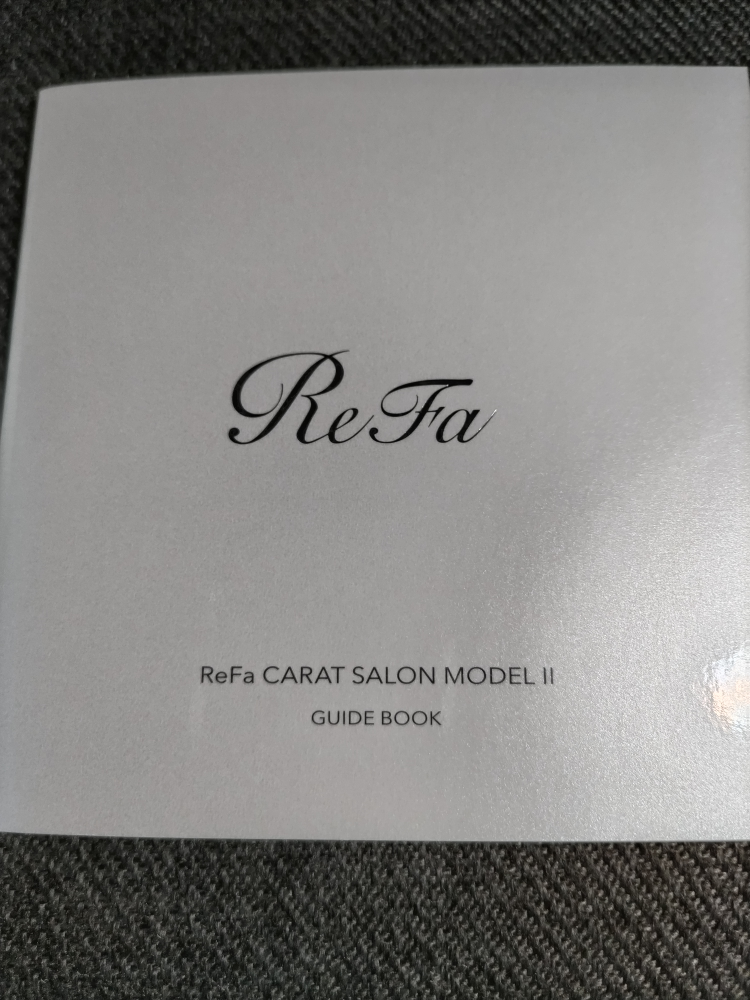 ReFa
ReFa CARAT SALON MODEL II
GUIDE BOOK